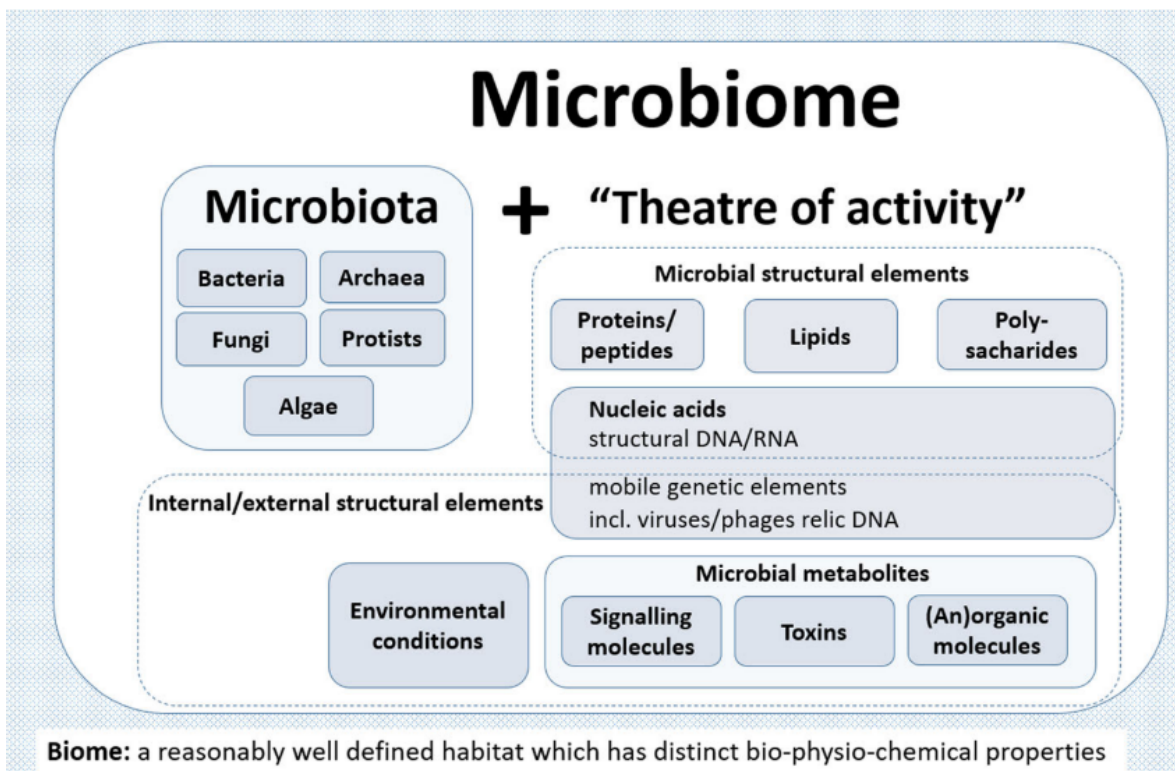 Microbiome
Microbiota + “Theatre of activity”
Bacteria
Archaea
Fungi
Protists
Algae
Microbial structural elements
Proteins/
peptides
Lipids
Poly-
sacharides
Nucleic acids
structural DNA/RNA
mobile genetic elements
incl. viruses/phages relic DNA
Internal/external structural elements
Environmental
conditions
Microbial metabolites
Signalling
molecules
Toxins
(An)organic
molecules
Biome: a reasonably well defined habitat which has distinct bio-physio-chemical properties